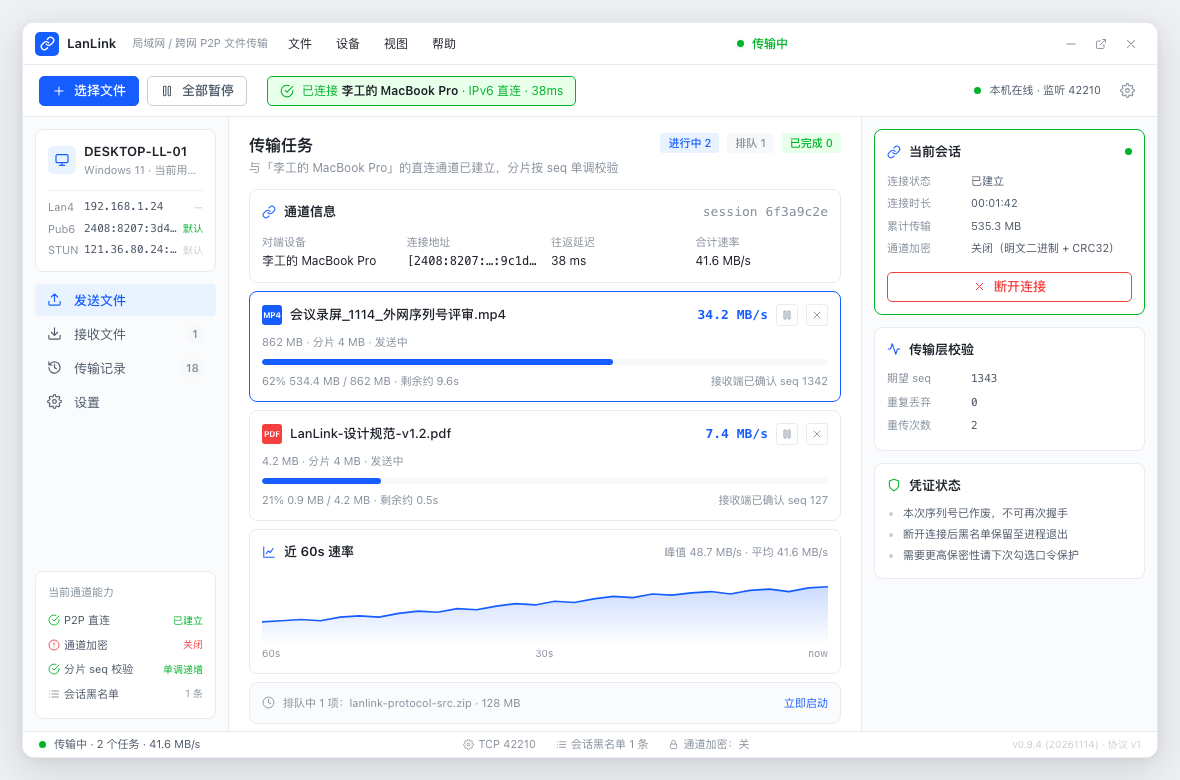 LanLink 局域网 / 跨网 P2P 文件传输 文件 设备 视图 帮助 传输中
选择文件 全部暂停 已连接 李工的 MacBook Pro · IPv6 直连 · 38ms 本机在线 · 监听 42210
DESKTOP-LL-01
Windows 11 · 当前用...
Lan4 192.168.1.24 —
Pub6 2408:8207:3d4… 默认
STUN 121.36.80.24:… 默认
发送文件
接收文件 1
传输记录 18
设置
当前通道能力
P2P 直连 已建立
通道加密 关闭
分片 seq 校验 单调递增
会话黑名单 1 条
传输任务 进行中 2 排队 1 已完成 0
与「李工的 MacBook Pro」的直连通道已建立，分片按 seq 单调校验
通道信息 session 6f3a9c2e
对端设备 连接地址 往返延迟 合计速率
李工的 MacBook Pro [2408:8207:…:9c1d… 38 ms 41.6 MB/s
MP4 会议录屏_1114_外网序列号评审.mp4 34.2 MB/s
862 MB · 分片 4 MB · 发送中
62% 534.4 MB / 862 MB · 剩余约 9.6s 接收端已确认 seq 1342
PDF LanLink-设计规范-v1.2.pdf 7.4 MB/s
4.2 MB · 分片 4 MB · 发送中
21% 0.9 MB / 4.2 MB · 剩余约 0.5s 接收端已确认 seq 127
近 60s 速率 峰值 48.7 MB/s · 平均 41.6 MB/s
60s 30s now
排队中 1 项：lanlink-protocol-src.zip · 128 MB 立即启动
当前会话
连接状态 已建立
连接时长 00:01:42
累计传输 535.3 MB
通道加密 关闭（明文二进制 + CRC32）
断开连接
传输层校验
期望 seq 1343
重复丢弃 0
重传次数 2
凭证状态
本次序列号已作废，不可再次握手
断开连接后黑名单保留至进程退出
需要更高保密性请下次勾选口令保护
传输中 · 2 个任务 · 41.6 MB/s TCP 42210 会话黑名单 1 条 通道加密：关 v0.9.4 (20261114) · 协议 v1